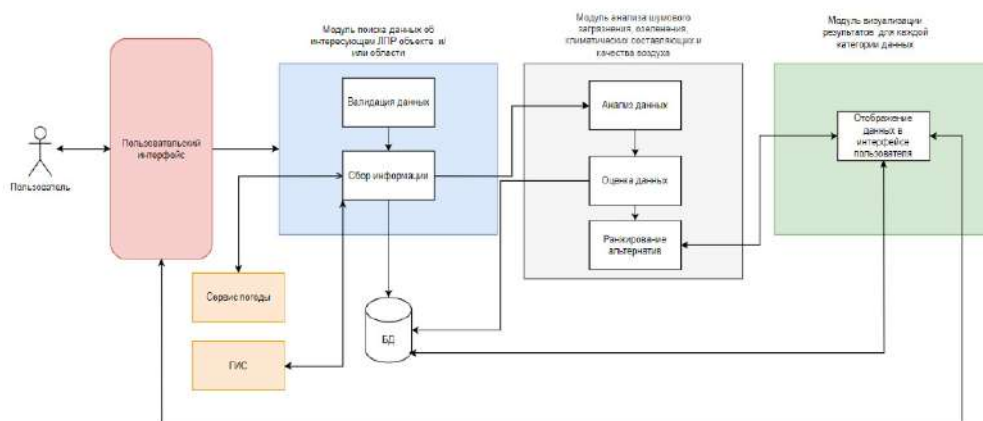 Модуль поиска данных об
интересующем ЛПР объекте и/
или области
Модуль анализа шумового
загрязнения, озеленения,
климатических составляющих и
качества воздуха
Модуль визуализации
результатов для каждой
категории данных
Валидация данных
Анализ данных
Отображение
данных в
интерфейсе
пользователя
Пользовательский
интерфейс
Сбор информации
Оценка данных
Пользователь
Ранжирование
альтернатив
Сервис погоды
БД
ГИС